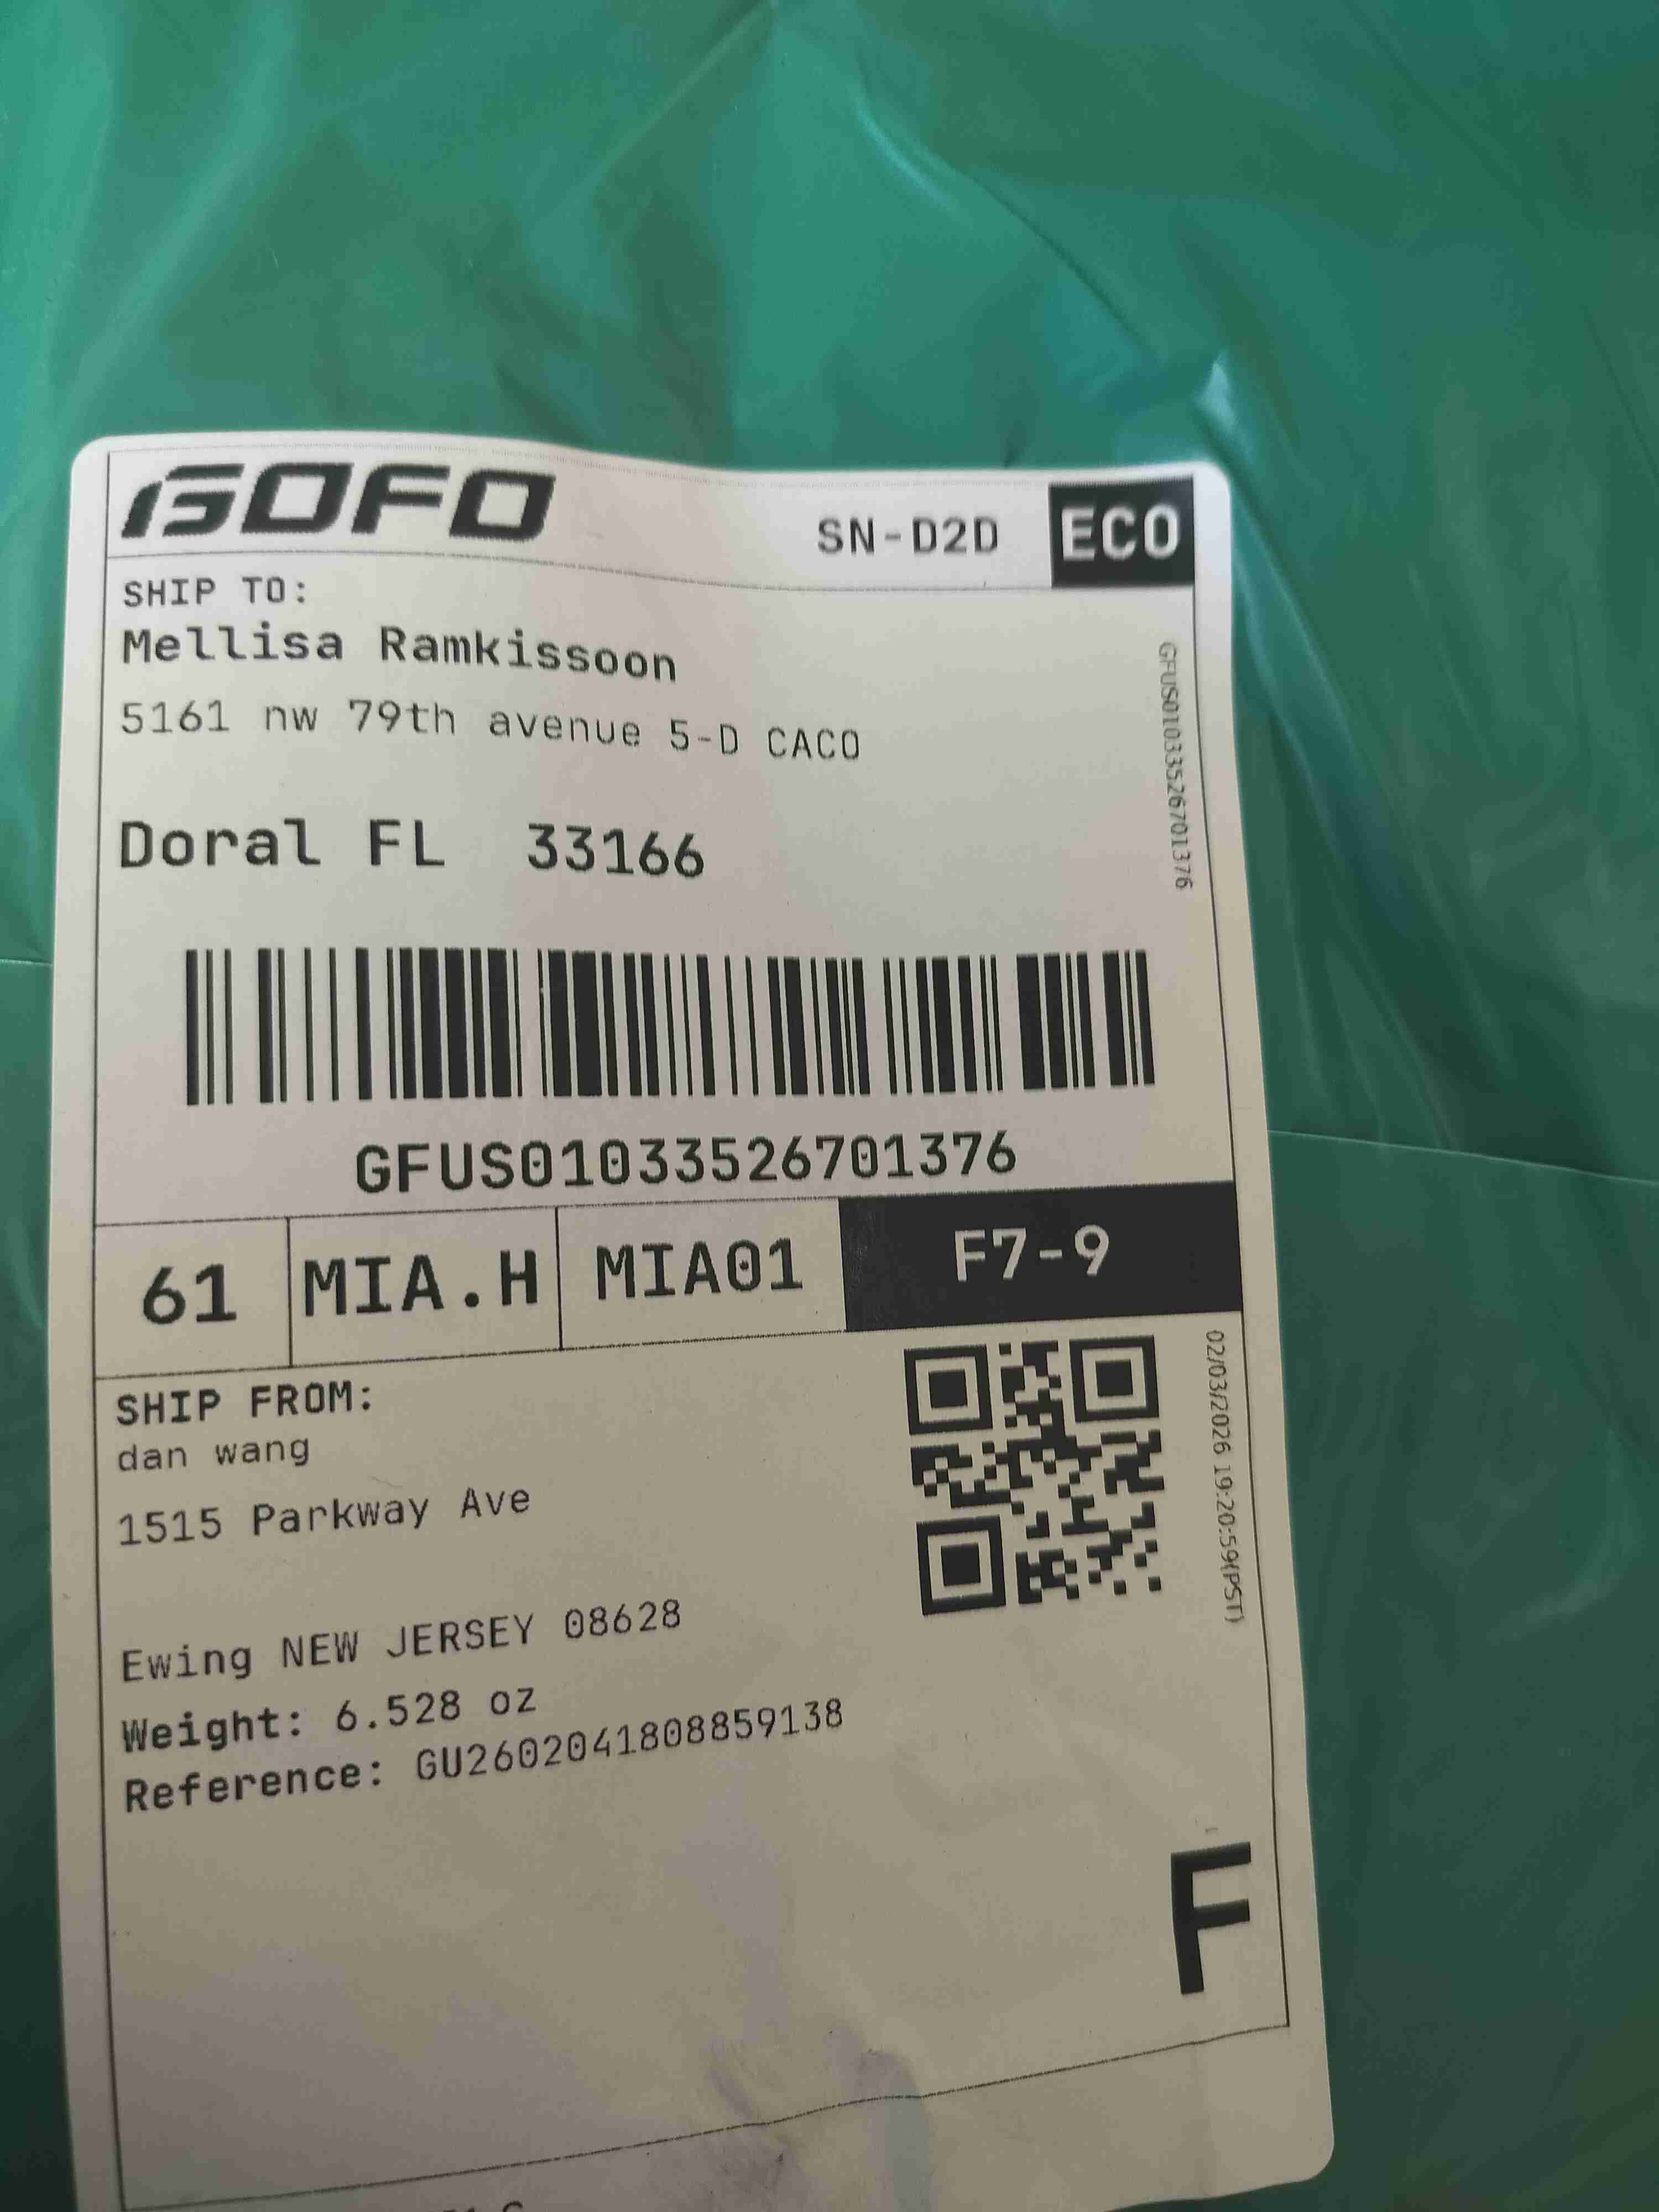 GOFO
SN-D2D
ECO
SHIP TO:
Mellisa Ramkissoon
5161 nw 79th avenue 5-D CACO
Doral FL 33166
GFUS01033526701376
GFUS01033526701376
61
MIA.H
MIA01
F7-9
SHIP FROM:
dan wang
1515 Parkway Ave
Ewing NEW JERSEY 08628
Weight: 6.528 oz
Reference: GU2602041808859138
02/03/2026 19:20:59(PST)
F